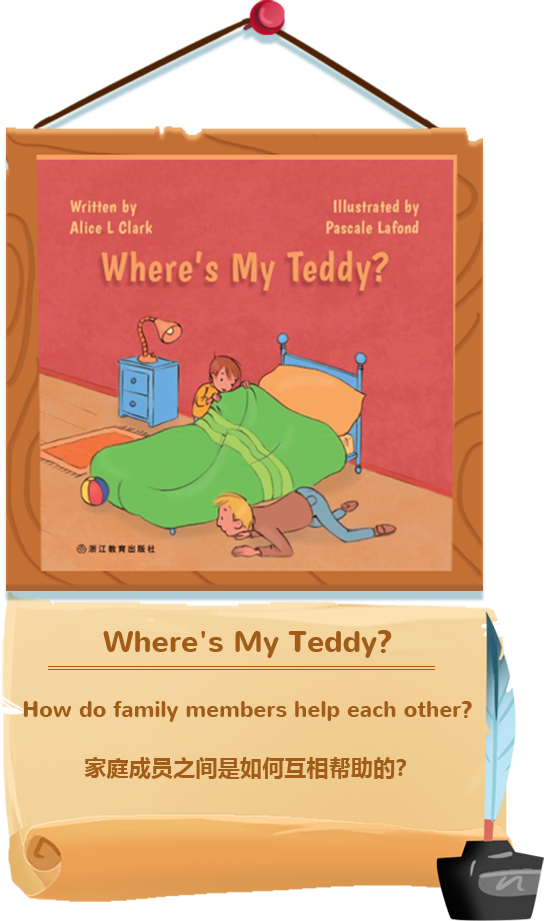 Written by
Alice L Clark
Illustrated by
Pascale Lafond
Where's My Teddy?
浙江教育出版社
Where's My Teddy?
How do family members help each other?
家庭成员之间是如何互相帮助的?